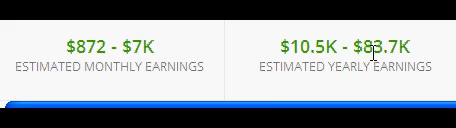 $872 - $7K
ESTIMATED MONTHLY EARNINGS
$10.5K - $83.7K
ESTIMATED YEARLY EARNINGS